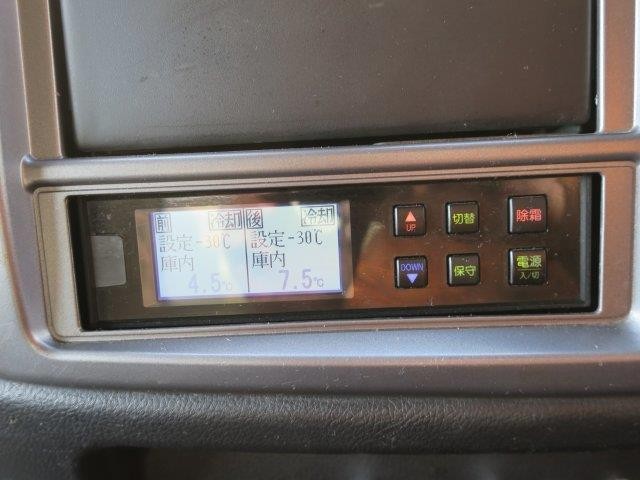 前 冷却 後 冷却
設定 -30℃ 設定 -30℃
庫内 庫内
4.5℃ 7.5℃
▲ UP 切替 除霜
DOWN ▼ 保守 電源 入/切